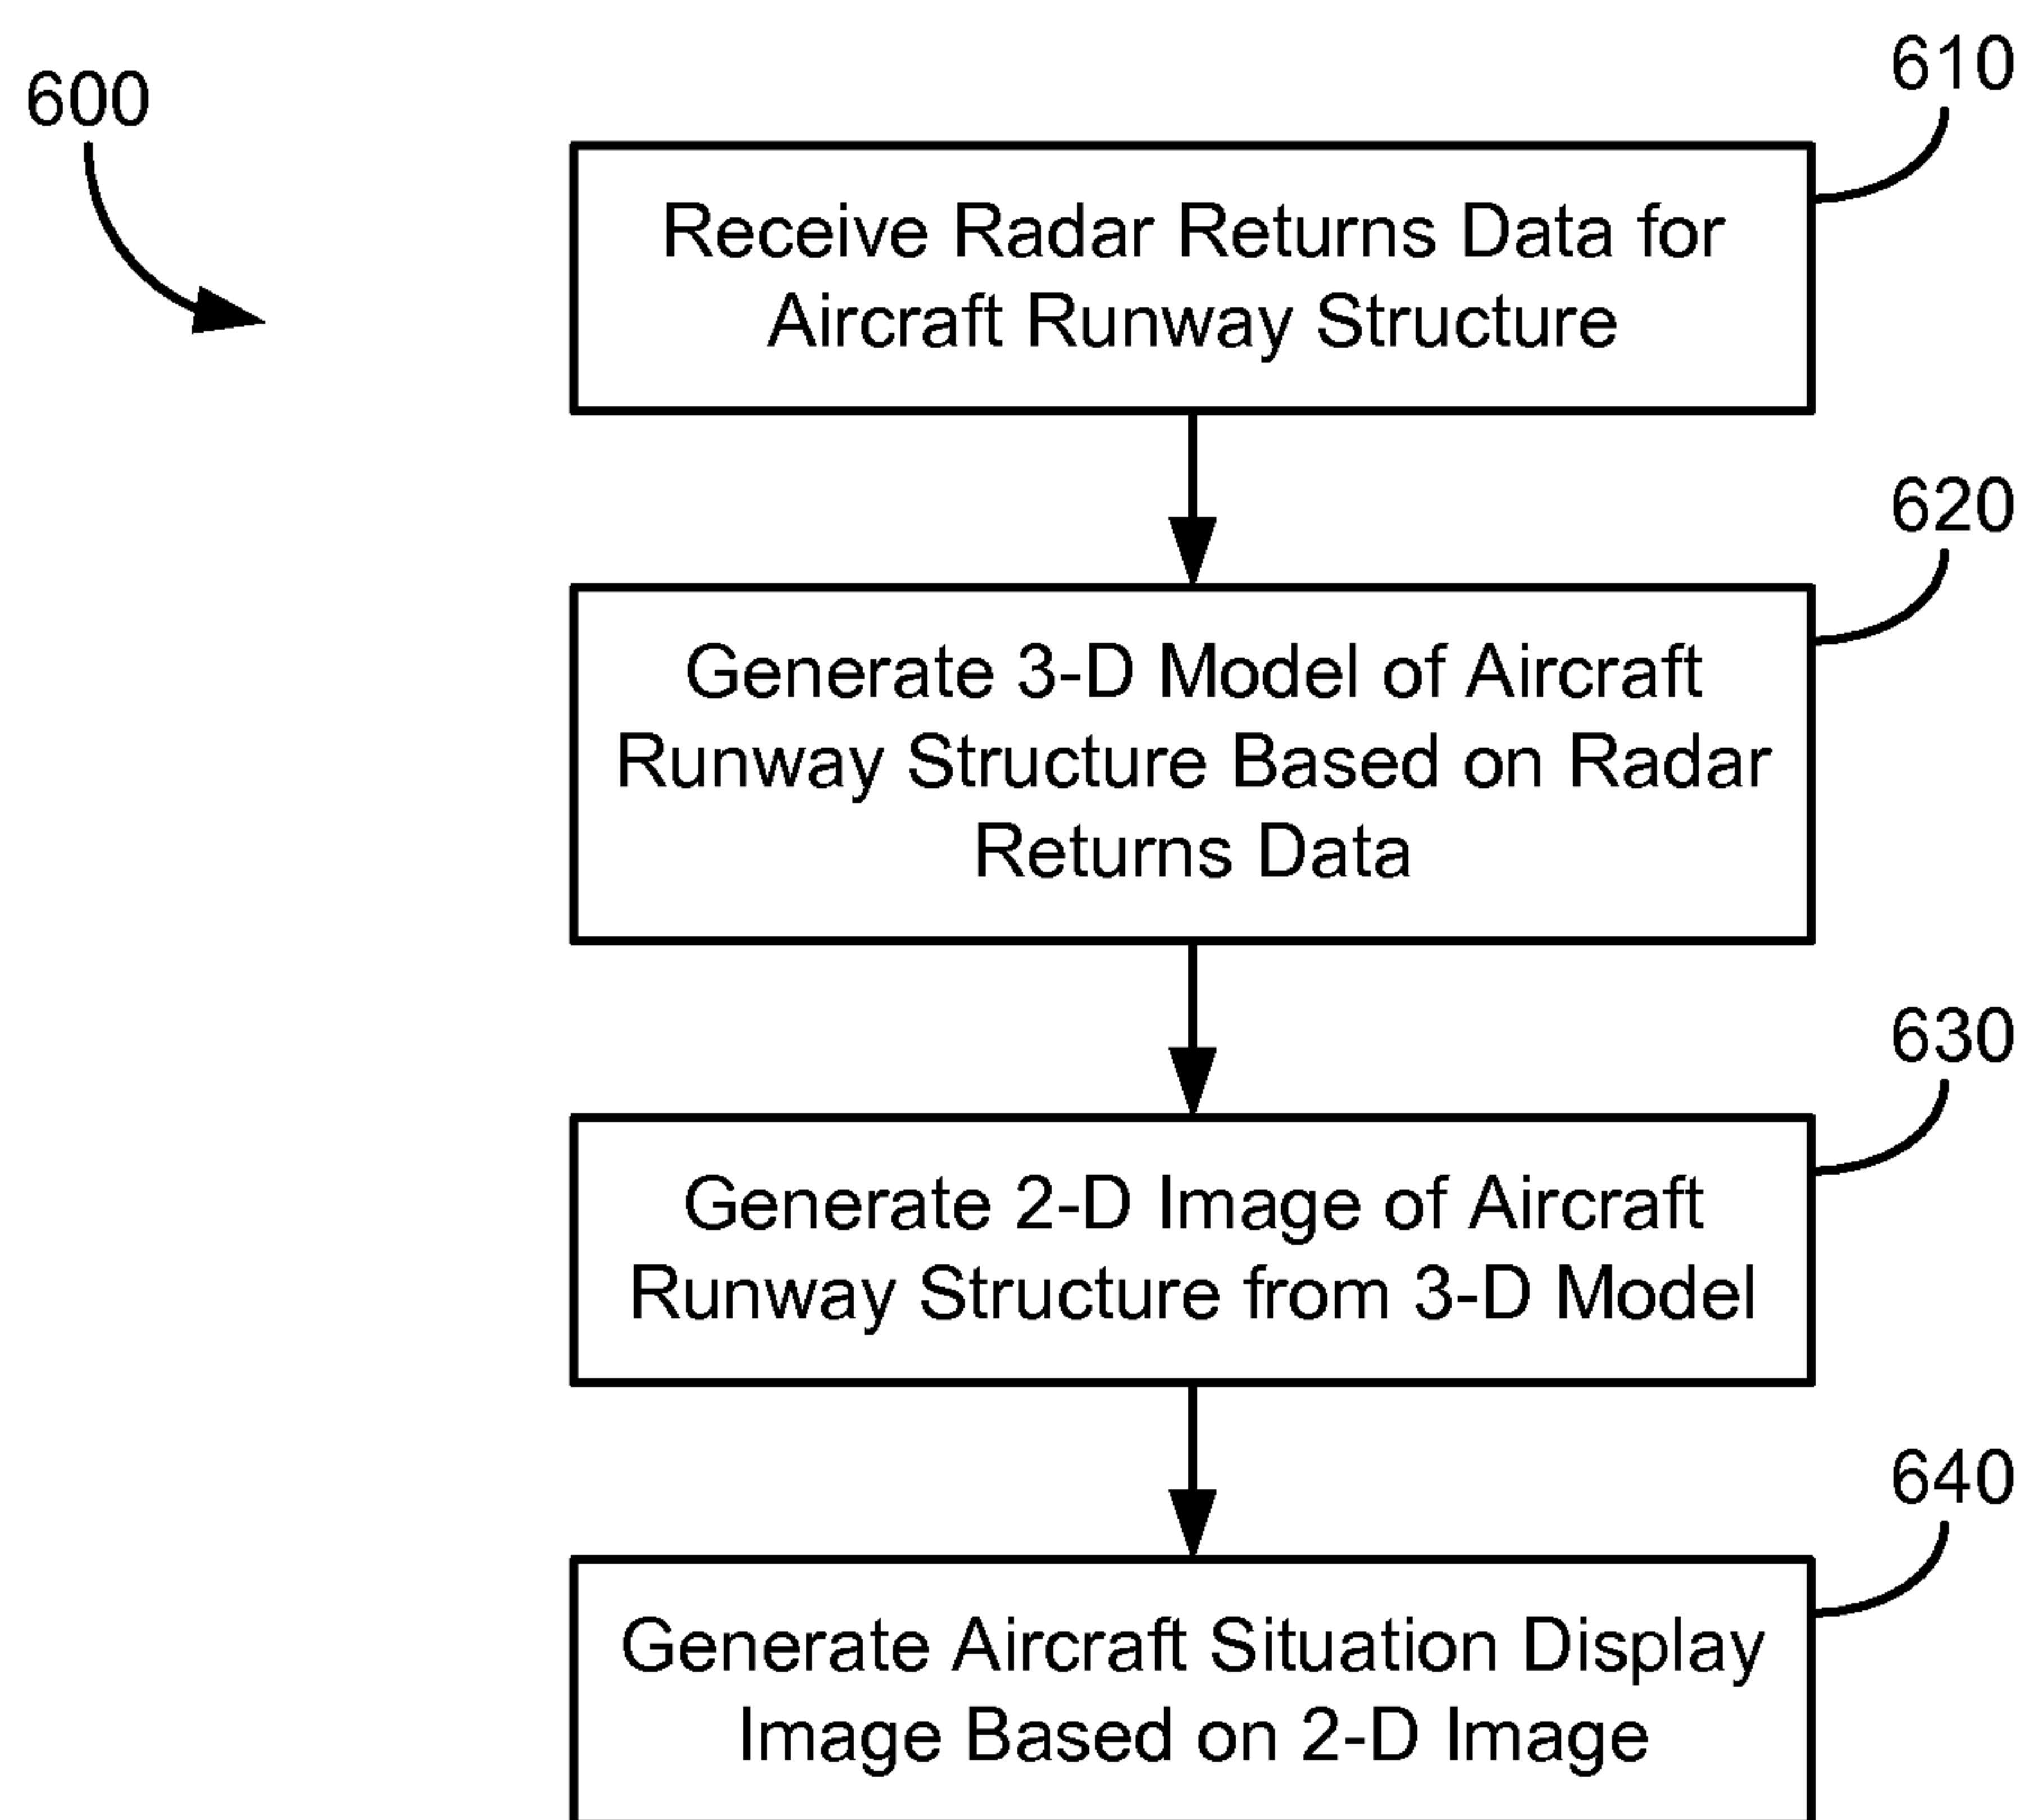 600
610
Receive Radar Returns Data for
Aircraft Runway Structure
620
Generate 3-D Model of Aircraft
Runway Structure Based on Radar
Returns Data
630
Generate 2-D Image of Aircraft
Runway Structure from 3-D Model
640
Generate Aircraft Situation Display
Image Based on 2-D Image